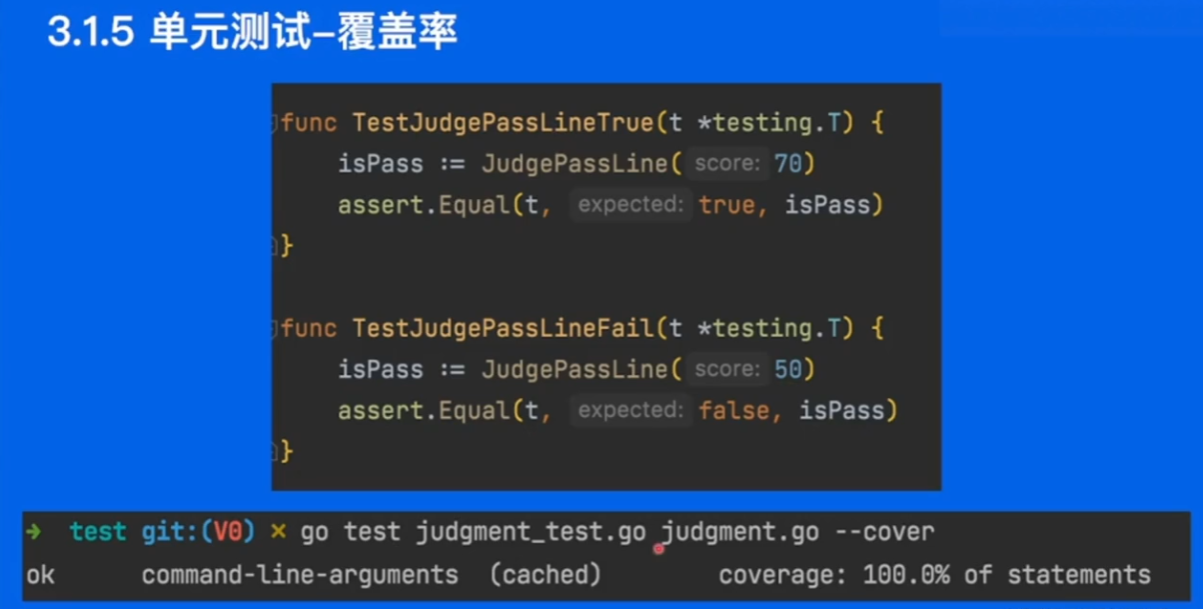 3.1.5 单元测试-覆盖率
func TestJudgePassLineTrue(t *testing.T) {
isPass := JudgePassLine( score: 70)
assert.Equal(t, expected: true, isPass)
}
func TestJudgePassLineFail(t *testing.T) {
isPass := JudgePassLine( score: 50)
assert.Equal(t, expected: false, isPass)
}
→ test git:(V0) × go test judgment_test.go judgment.go --cover
ok command-line-arguments (cached) coverage: 100.0% of statements